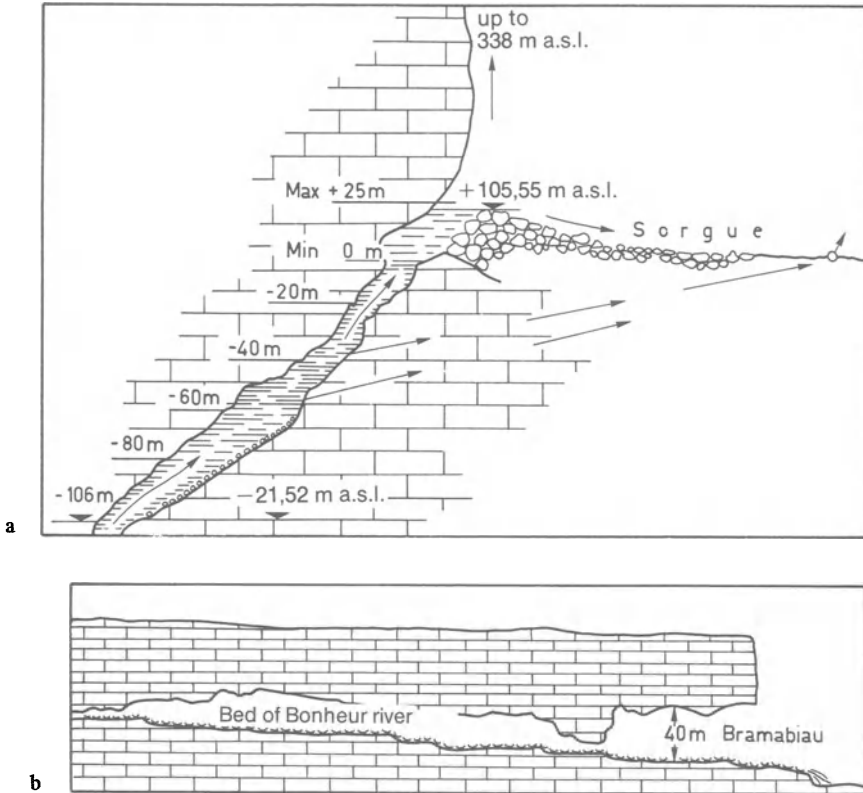 up to
338 m a.s.l.
Max + 25m
+105,55 m a.s.l.
Sorgue
Min 0 m
-20m
-40m
-60m
-80m
-106m
-21,52 m a.s.l.
a
Bed of Bonheur river
40m Bramabiau
b